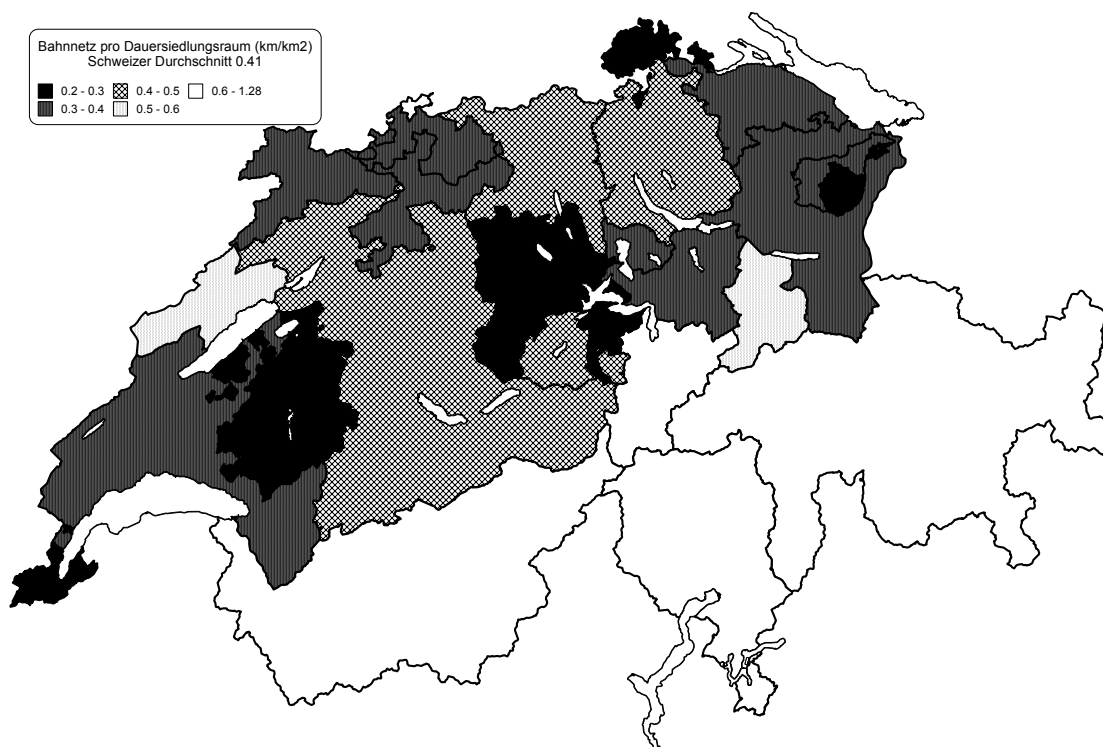 Bahnnetz pro Dauersiedlungsraum (km/km2)
Schweizer Durchschnitt 0.41
0.2 - 0.3 0.4 - 0.5 0.6 - 1.28
0.3 - 0.4 0.5 - 0.6